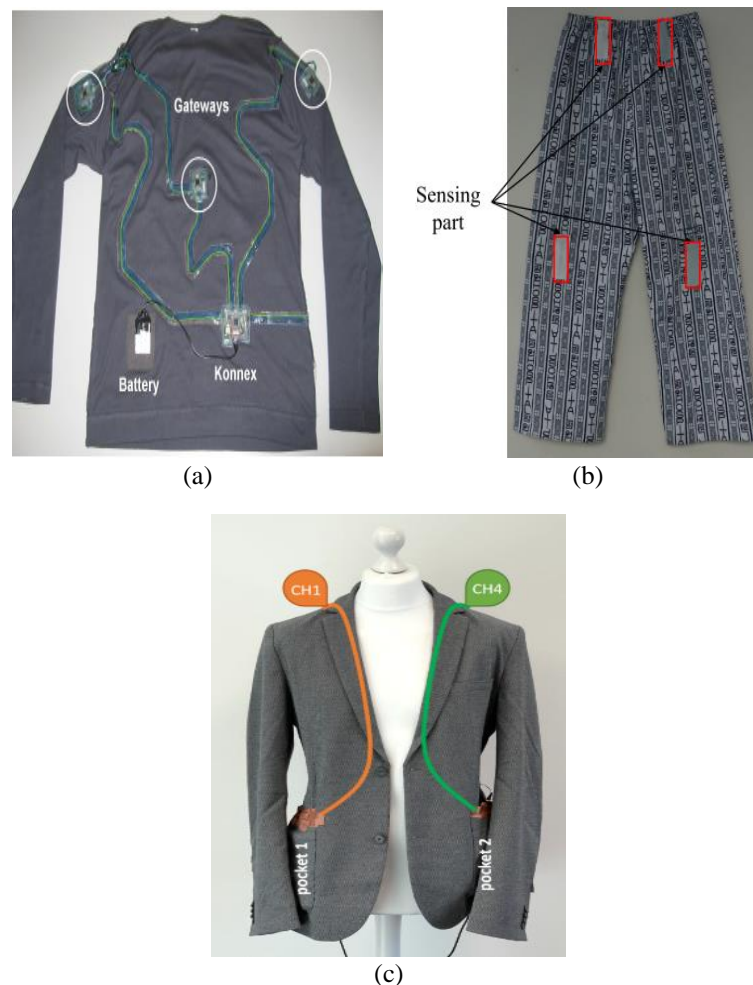 Gateways
Battery
Konnex
(a)
Sensing
part
(b)
CH1
CH4
pocket 1
pocket 2
(c)